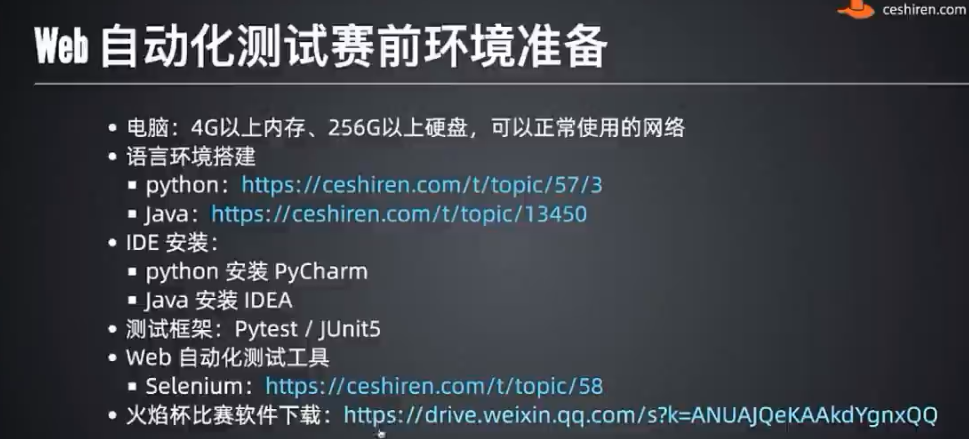 ceshiren.com
Web 自动化测试赛前环境准备
• 电脑：4G以上内存、256G以上硬盘，可以正常使用的网络
• 语言环境搭建
▪ python：https://ceshiren.com/t/topic/57/3
▪ Java：https://ceshiren.com/t/topic/13450
• IDE 安装：
▪ python 安装 PyCharm
▪ Java 安装 IDEA
• 测试框架：Pytest / JUnit5
• Web 自动化测试工具
▪ Selenium：https://ceshiren.com/t/topic/58
• 火焰杯比赛软件下载：https://drive.weixin.qq.com/s?k=ANUAJQeKAAkdYgnxQQ